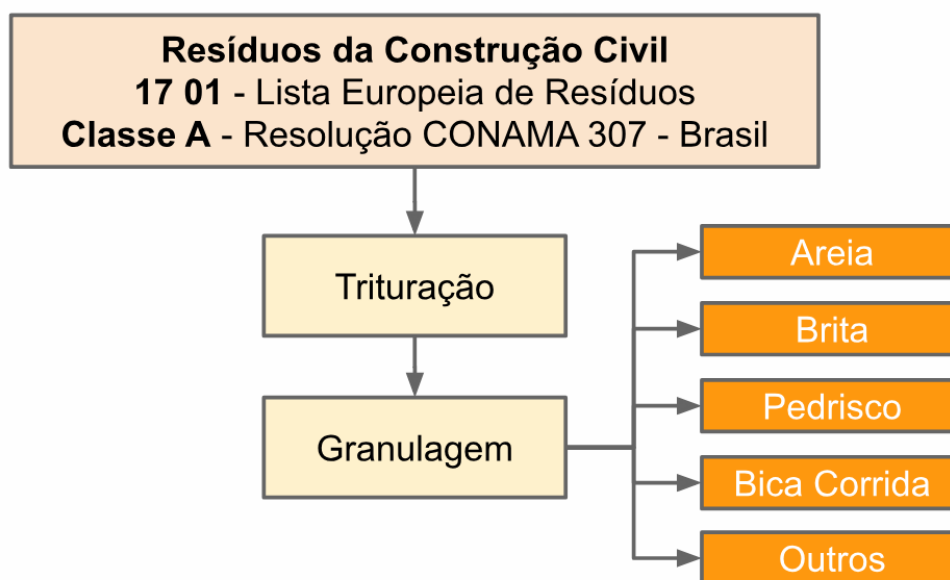 Resíduos da Construção Civil
17 01 - Lista Europeia de Resíduos
Classe A - Resolução CONAMA 307 - Brasil
Trituração
Granulagem
Areia
Brita
Pedrisco
Bica Corrida
Outros